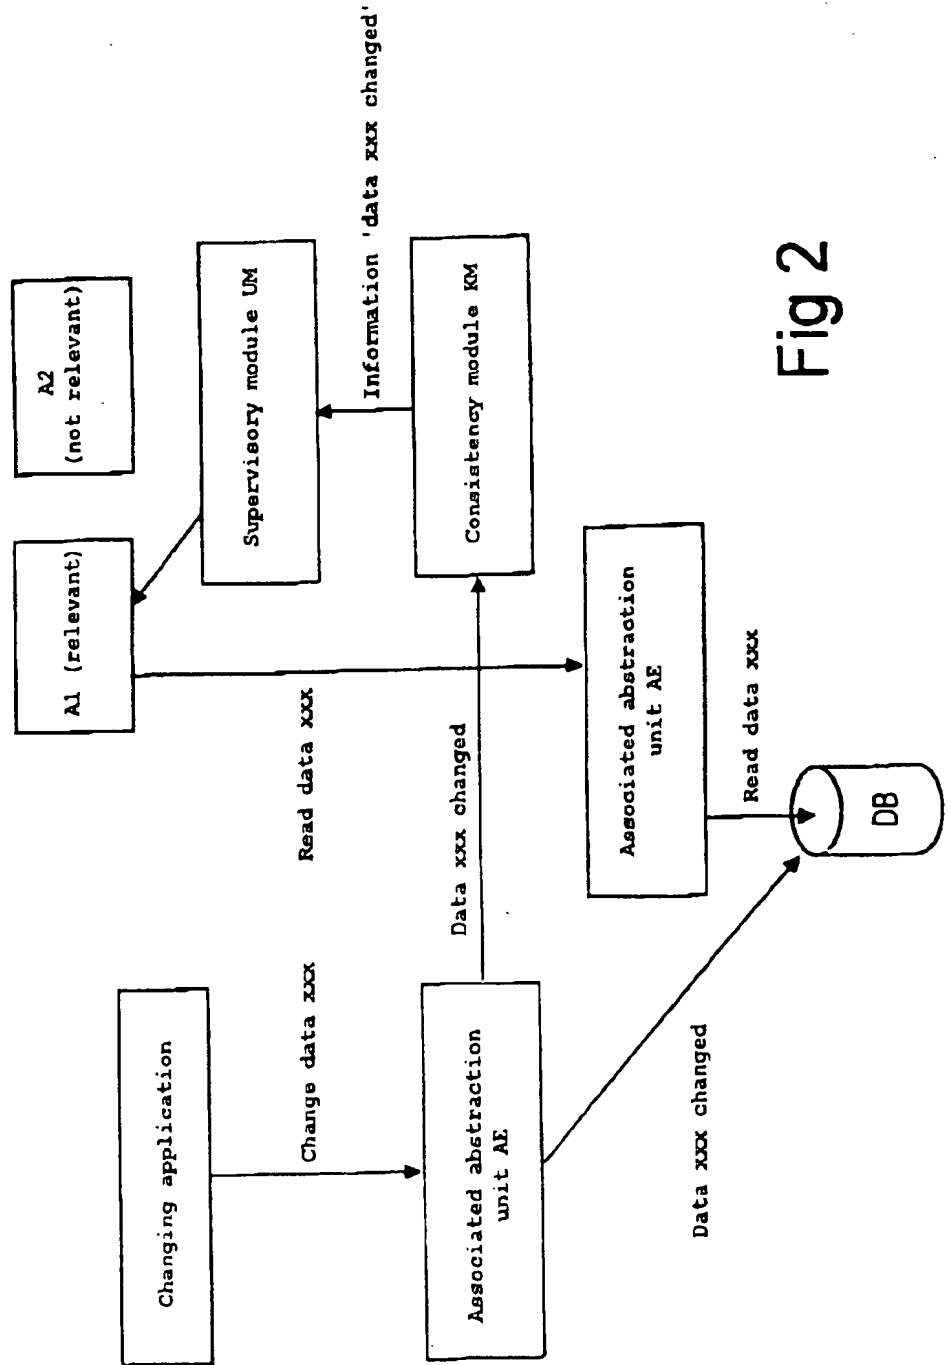 A1 (relevant)
A2
(not relevant)
Changing application
Supervisory module UM
Change data xxx
Read data xxx
Information 'data xxx changed'
Associated abstraction
unit AE
Data xxx changed
Consistency module KM
Associated abstraction
unit AE
Data xxx changed
Read data xxx
DB
Fig 2